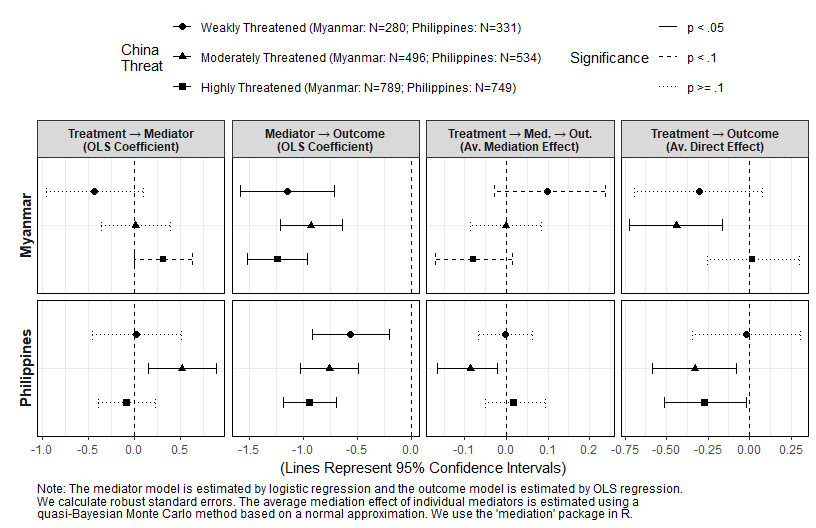 China
Threat
Weakly Threatened (Myanmar: N=280; Philippines: N=331)
Moderately Threatened (Myanmar: N=496; Philippines: N=534)
Highly Threatened (Myanmar: N=789; Philippines: N=749)
Significance
p < .05
p < .1
p >= .1
Treatment → Mediator
(OLS Coefficient)
Mediator → Outcome
(OLS Coefficient)
Treatment → Med. → Out.
(Av. Mediation Effect)
Treatment → Outcome
(Av. Direct Effect)
Myanmar
Philippines
-1.0 -0.5 0.0 0.5
-1.5 -1.0 -0.5 0.0
-0.1 0.0 0.1 0.2
-0.75 -0.50 -0.25 0.00 0.25
(Lines Represent 95% Confidence Intervals)
Note: The mediator model is estimated by logistic regression and the outcome model is estimated by OLS regression.
We calculate robust standard errors. The average mediation effect of individual mediators is estimated using a
quasi-Bayesian Monte Carlo method based on a normal approximation. We use the 'mediation' package in R.